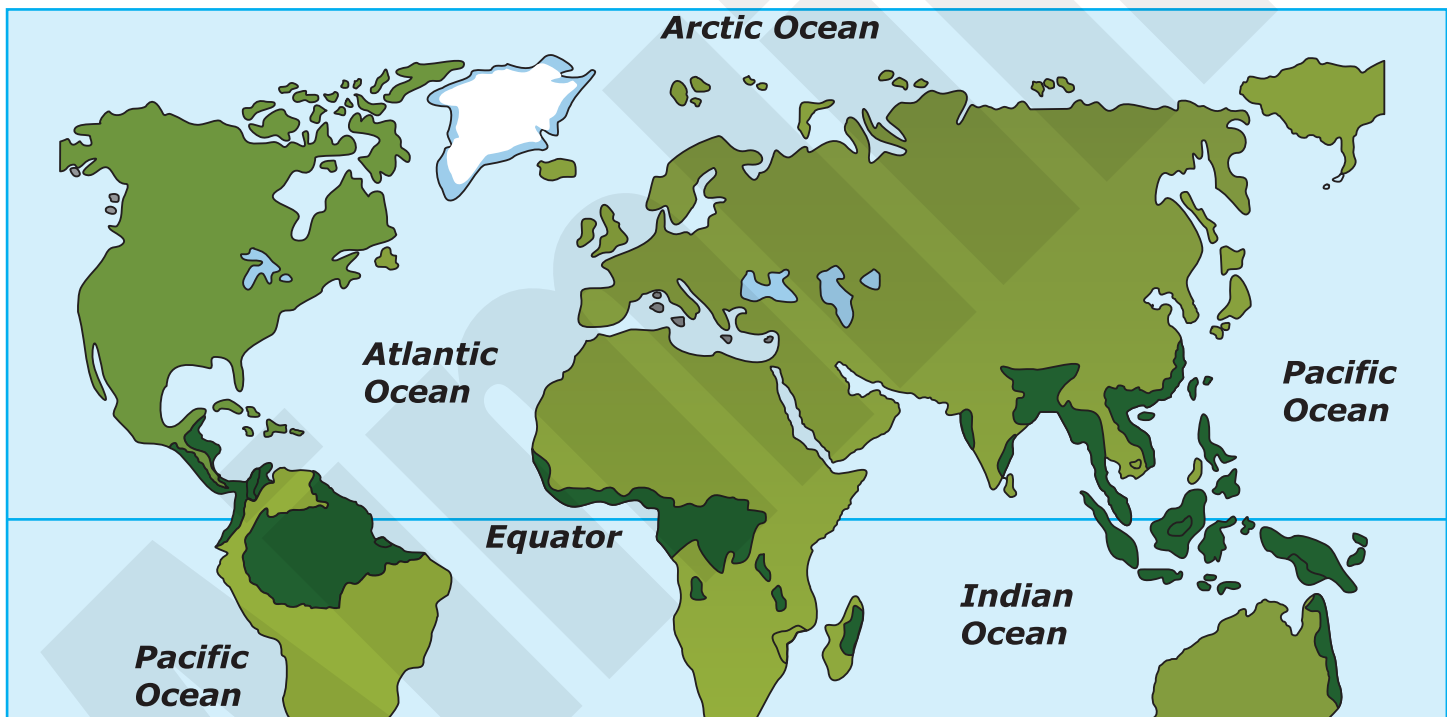 Arctic Ocean
Atlantic
Ocean
Pacific
Ocean
Equator
Indian
Ocean
Pacific
Ocean